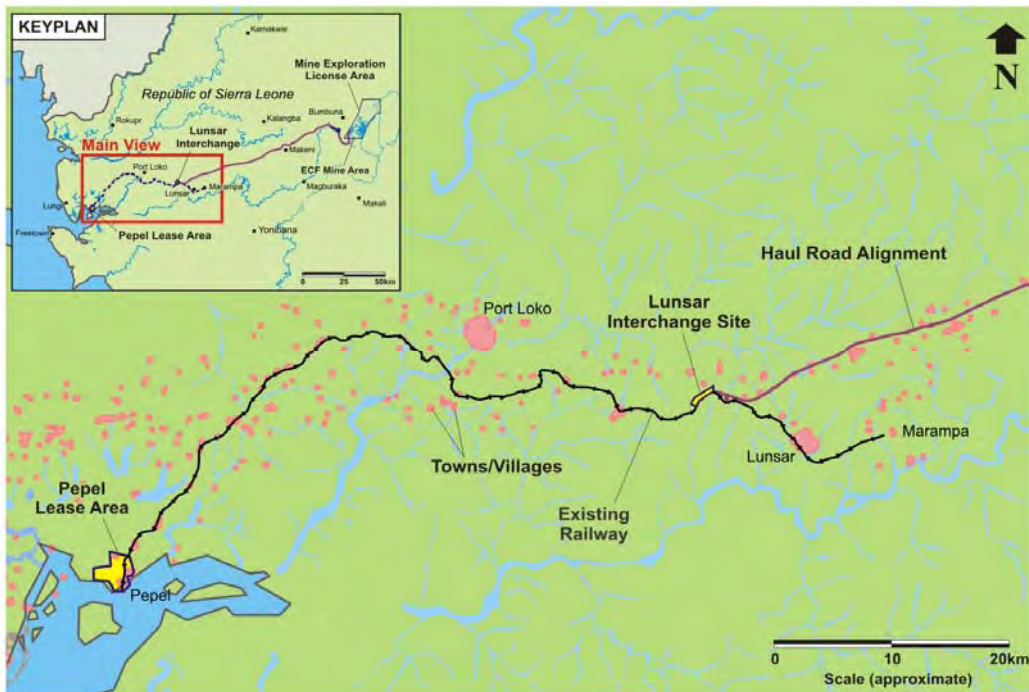 KEYPLAN
Kamakwie
Mine Exploration
License Area
Republic of Sierra Leone
Bumbuna
Rokupr
Kalangba
Lunsar
Interchange
Main View
Makeni
Port Loko
ECF Mine Area
Lunsar
Marampa
Magburaka
Makali
Lungi
Pepel Lease Area
Yonibana
Freetown
0 25 50km
N
Haul Road Alignment
Port Loko
Lunsar
Interchange Site
Towns/Villages
Lunsar
Marampa
Pepel
Lease Area
Existing
Railway
Pepel
0 10 20km
Scale (approximate)